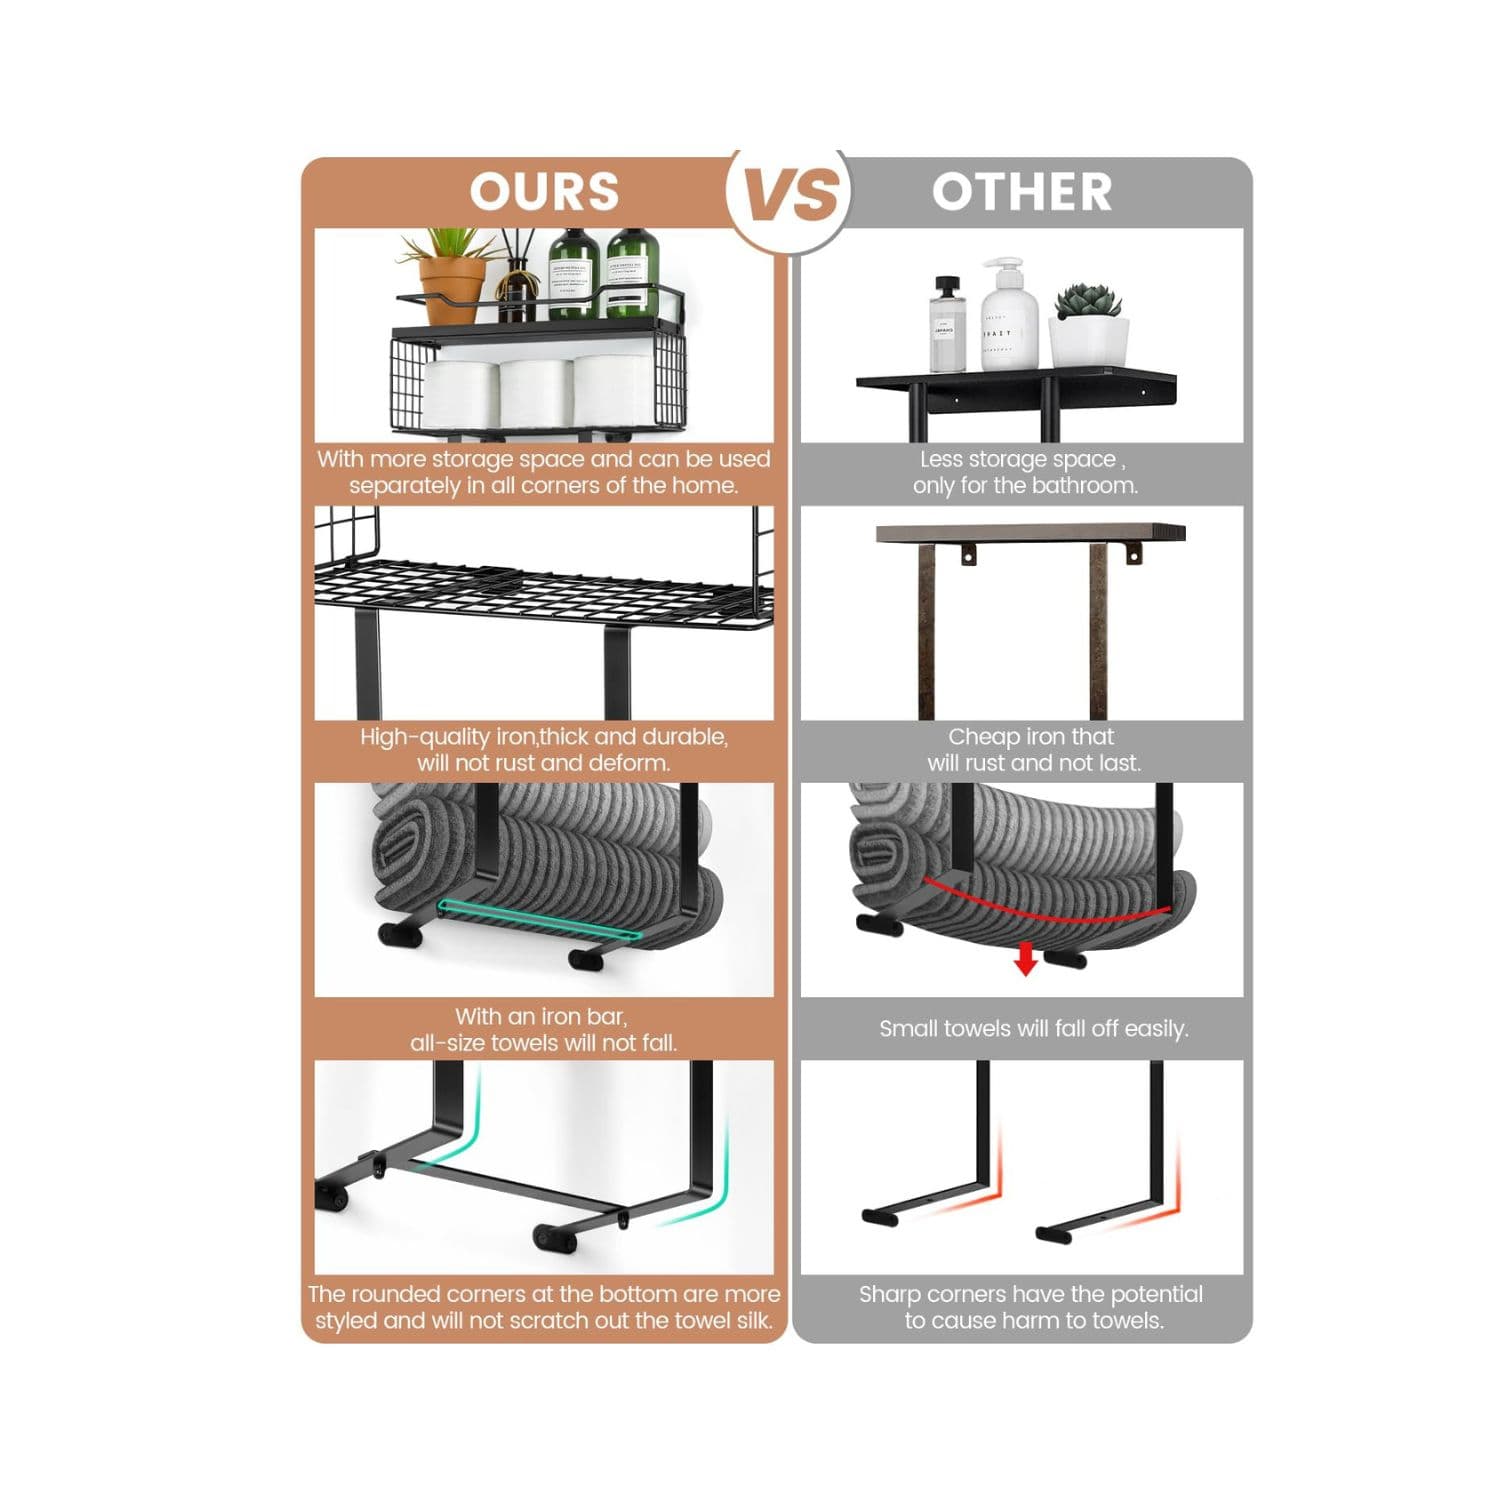 OURS
VS
OTHER
With more storage space and can be used
separately in all corners of the home.
Less storage space ,
only for the bathroom.
High-quality iron,thick and durable,
will not rust and deform.
Cheap iron that
will rust and not last.
With an iron bar,
all-size towels will not fall.
Small towels will fall off easily.
The rounded corners at the bottom are more
styled and will not scratch out the towel silk.
Sharp corners have the potential
to cause harm to towels.